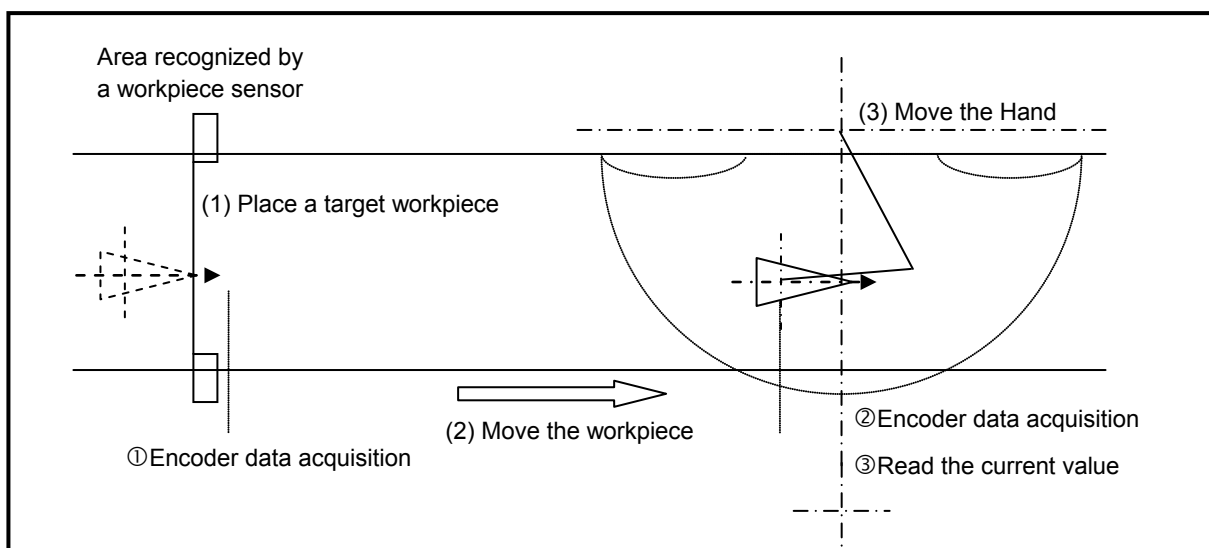 Area recognized by
a workpiece sensor
(3) Move the Hand
(1) Place a target workpiece
(2) Move the workpiece
①Encoder data acquisition
②Encoder data acquisition
③Read the current value